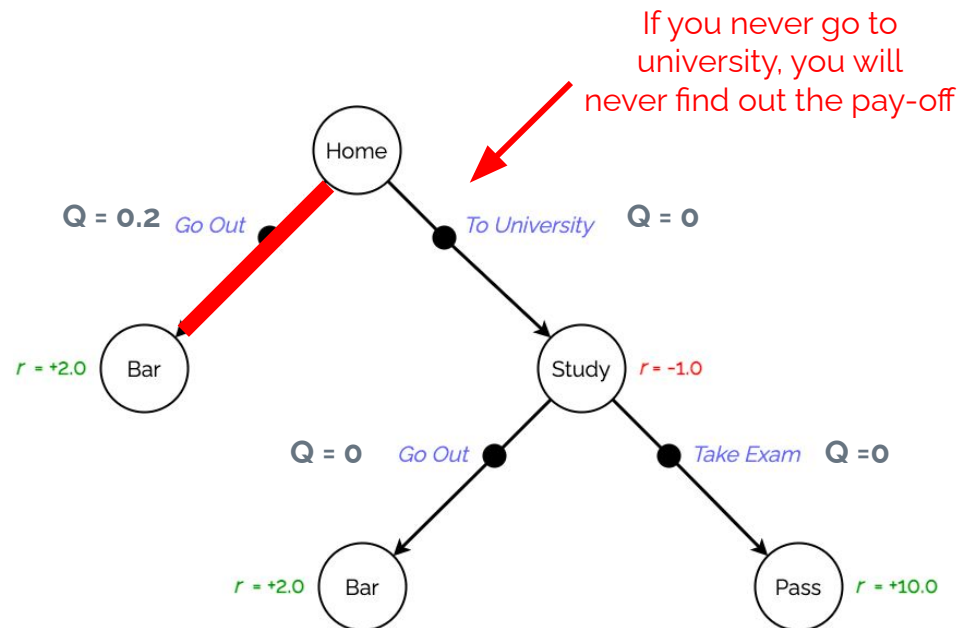 If you never go to
university, you will
never find out the pay-off
Home
Q = 0.2 Go Out
To University Q = 0
r = +2.0 Bar
Study r = -1.0
Q = 0 Go Out
Take Exam Q =0
r = +2.0 Bar
Pass r = +10.0